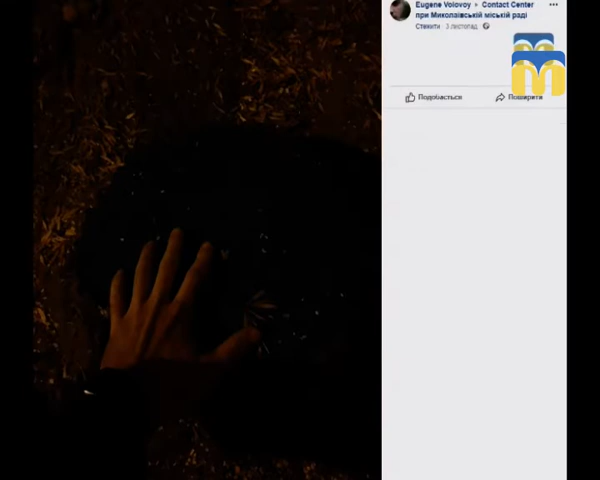 Eugene Volovoy ▸ Contact Center
при Миколаївській міській раді
Стежити · 3 листопад
Подобається
Поширити